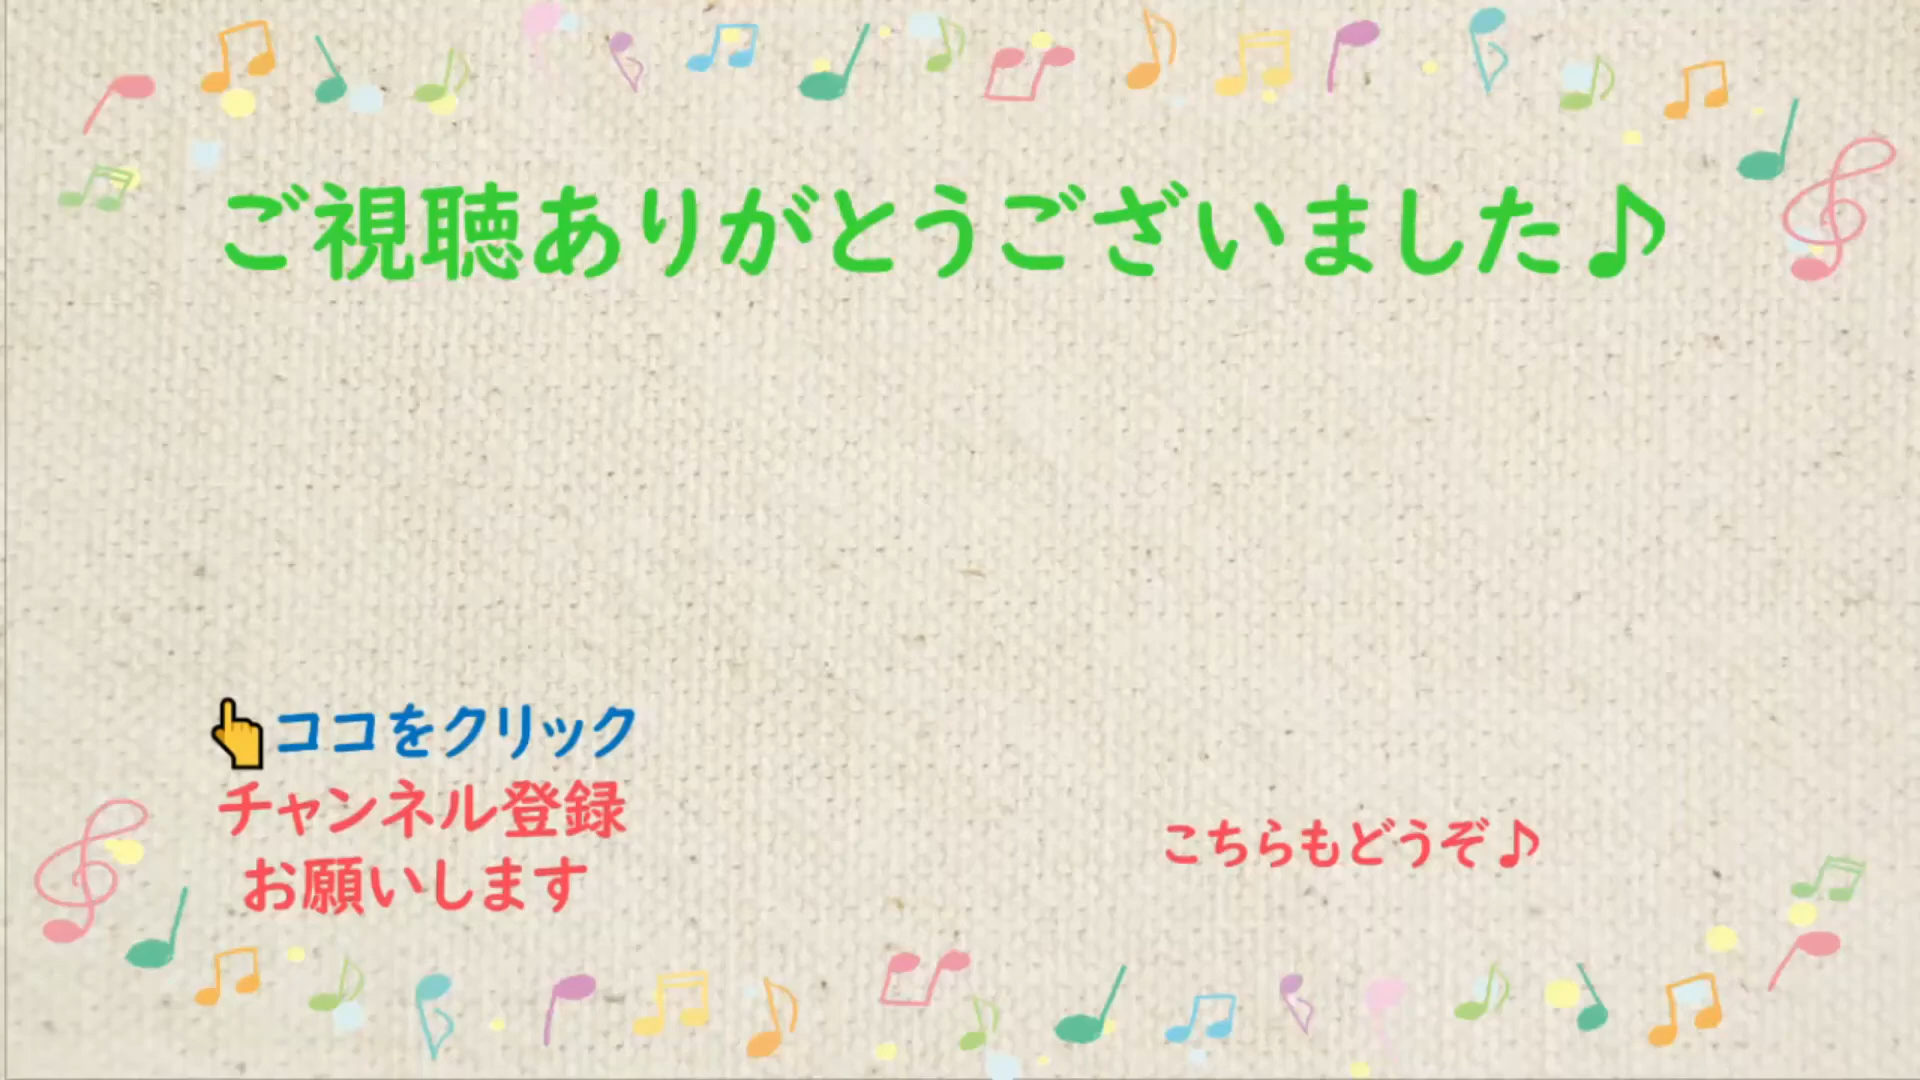 ご視聴ありがとうございました♪
👆ココをクリック
チャンネル登録
お願いします
こちらもどうぞ♪